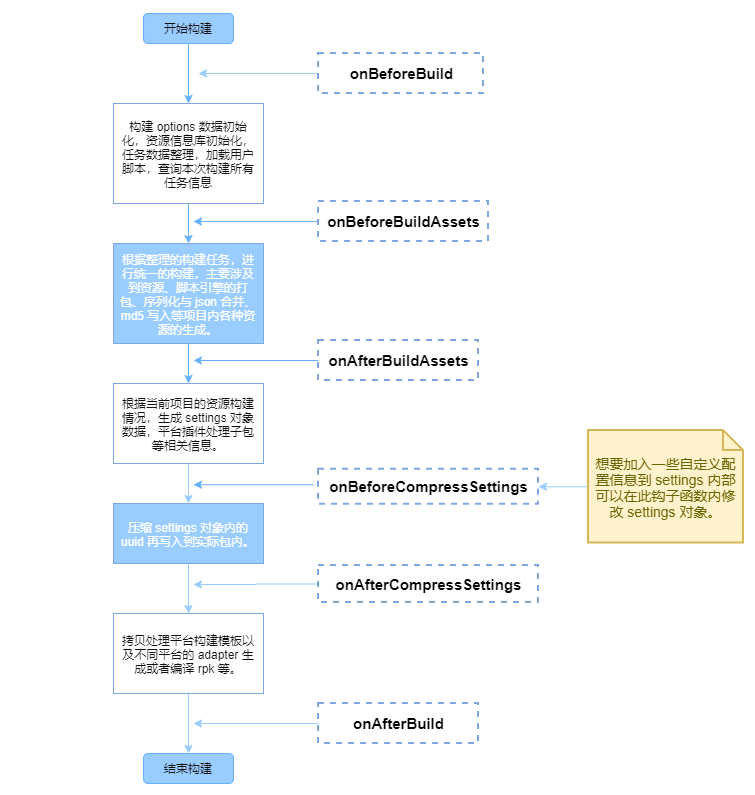 开始构建
onBeforeBuild
构建 options 数据初始
化，资源信息库初始化，
任务数据整理，加载用户
脚本，查询本次构建所有
任务信息
onBeforeBuildAssets
根据整理的构建任务，进
行统一的构建，主要涉及
到资源、脚本引擎的打
包、序列化与 json 合并、
md5 写入等项目内各种资
源的生成。
onAfterBuildAssets
根据当前项目的资源构建
情况，生成 settings 对象
数据，平台插件处理子包
等相关信息。
onBeforeCompressSettings
想要加入一些自定义配
置信息到 settings 内部
可以在此钩子函数内修
改 settings 对象。
压缩 settings 对象内的
uuid 再写入到实际包内。
onAfterCompressSettings
拷贝处理平台构建模板以
及不同平台的 adapter 生
成或者编译 rpk 等。
onAfterBuild
结束构建